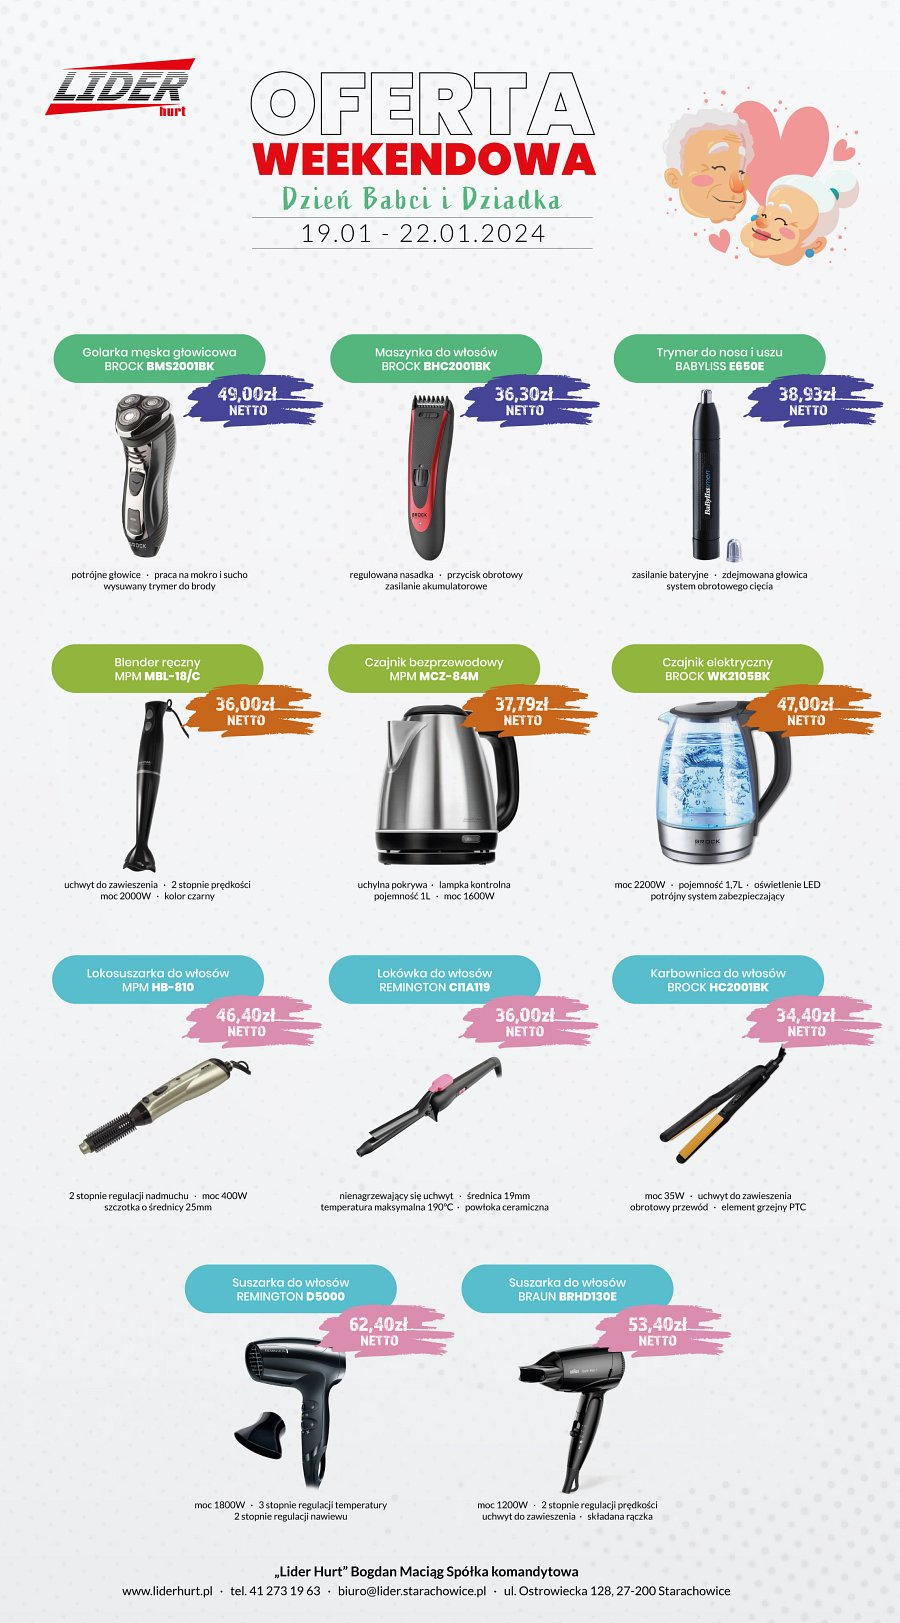 LIDER
hurt
OFERTA
WEEKENDOWA
Dzień Babci i Dziadka
19.01 - 22.01.2024
Golarka męska głowicowa
BROCK BMS2001BK
49,00zł
NETTO
BROCK
potrójne głowice · praca na mokro i sucho
wysuwany trymer do brody
Maszynka do włosów
BROCK BHC2001BK
36,30zł
NETTO
BROCK
regulowana nasadka · przycisk obrotowy
zasilanie akumulatorowe
Trymer do nosa i uszu
BABYLISS E650E
38,93zł
NETTO
BaBylissmen
zasilanie bateryjne · zdejmowana głowica
system obrotowego cięcia
Blender ręczny
MPM MBL-18/C
36,00zł
NETTO
uchwyt do zawieszenia · 2 stopnie prędkości
moc 2000W · kolor czarny
Czajnik bezprzewodowy
MPM MCZ-84M
37,79zł
NETTO
uchylna pokrywa · lampka kontrolna
pojemność 1L · moc 1600W
Czajnik elektryczny
BROCK WK2105BK
47,00zł
NETTO
BROCK
moc 2200W · pojemność 1,7L · oświetlenie LED
potrójny system zabezpieczający
Lokosuszarka do włosów
MPM HB-810
46,40zł
NETTO
2 stopnie regulacji nadmuchu · moc 400W
szczotka o średnicy 25mm
Lokówka do włosów
REMINGTON CI1A119
36,00zł
NETTO
nienagrzewający się uchwyt · średnica 19mm
temperatura maksymalna 190°C · powłoka ceramiczna
Karbownica do włosów
BROCK HC2001BK
34,40zł
NETTO
moc 35W · uchwyt do zawieszenia
obrotowy przewód · element grzejny PTC
Suszarka do włosów
REMINGTON D5000
62,40zł
NETTO
REMINGTON
moc 1800W · 3 stopnie regulacji temperatury
2 stopnie regulacji nawiewu
Suszarka do włosów
BRAUN BRHD130E
53,40zł
NETTO
moc 1200W · 2 stopnie regulacji prędkości
uchwyt do zawieszenia · składana rączka
„Lider Hurt” Bogdan Maciąg Spółka komandytowa
www.liderhurt.pl · tel. 41 273 19 63 · biuro@lider.starachowice.pl · ul. Ostrowiecka 128, 27-200 Starachowice